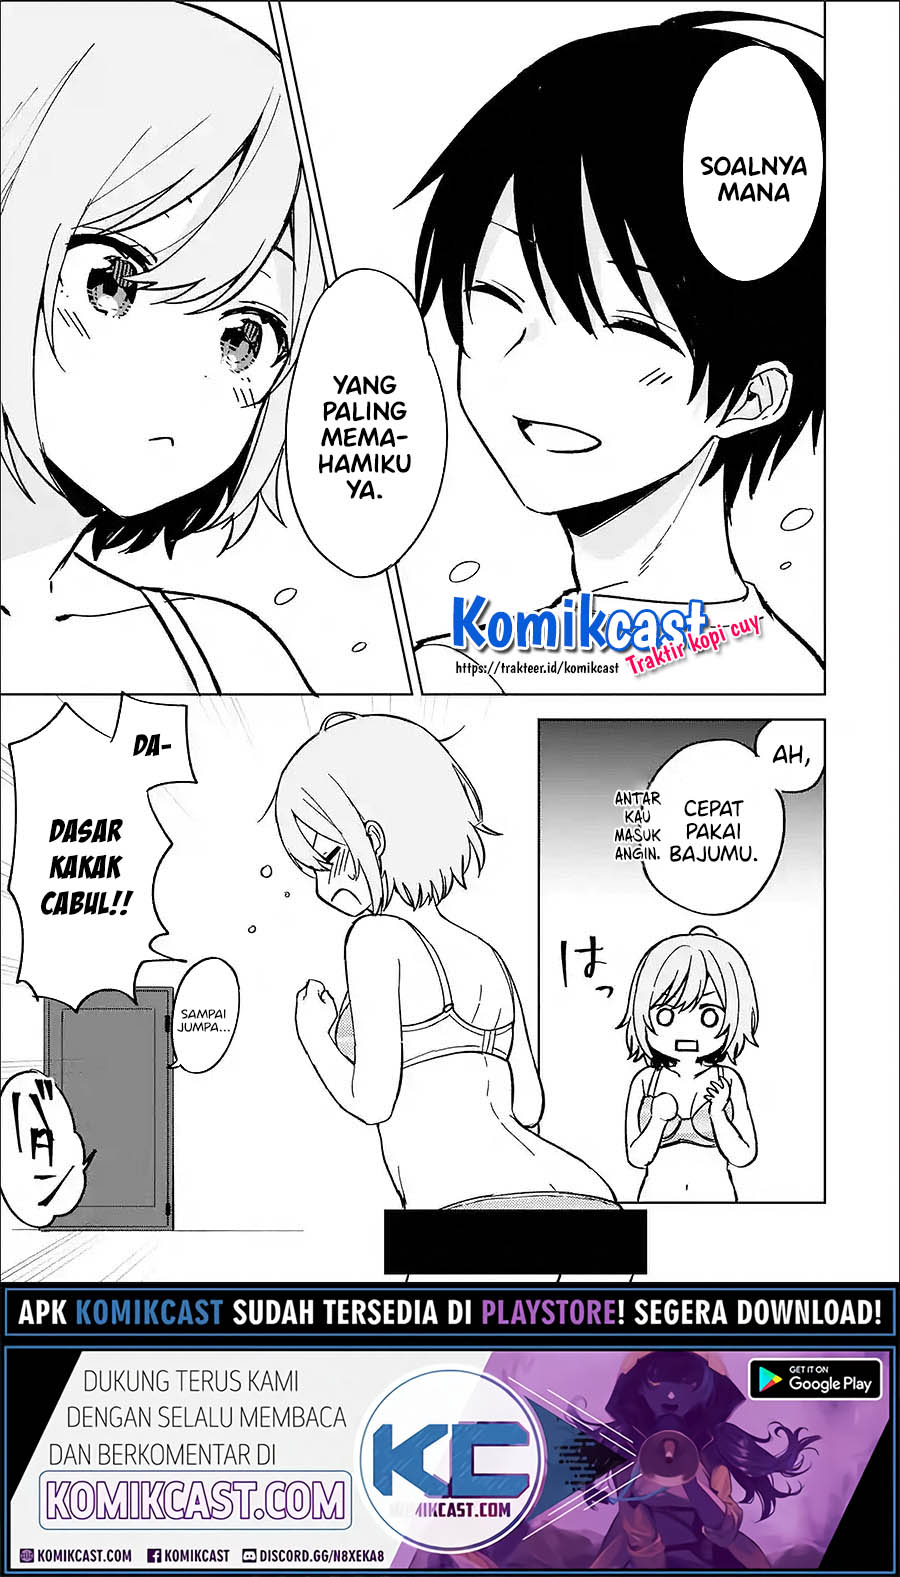 SOALNYA
MANA
YANG
PALING
MEMA-
HAMIKU
YA.
Komikcast
Traktir kopi cuy
https://trakteer.id/komikcast
AH,
CEPAT
PAKAI
BAJUMU.
ANTAR
KAU
MASUK
ANGIN.
はっ
DA-
DASAR
KAKAK
CABUL!!
SAMPAI
JUMPA...
バタン
APK KOMIKCAST SUDAH TERSEDIA DI PLAYSTORE! SEGERA DOWNLOAD!
DUKUNG TERUS KAMI
DENGAN SELALU MEMBACA
DAN BERKOMENTAR DI
KOMIKCAST.COM
KC
KOMIKCAST.COM
GET IT ON
Google Play
KOMIKCAST.COM
KOMIKCAST
DISCORD.GG/N8XEKA8